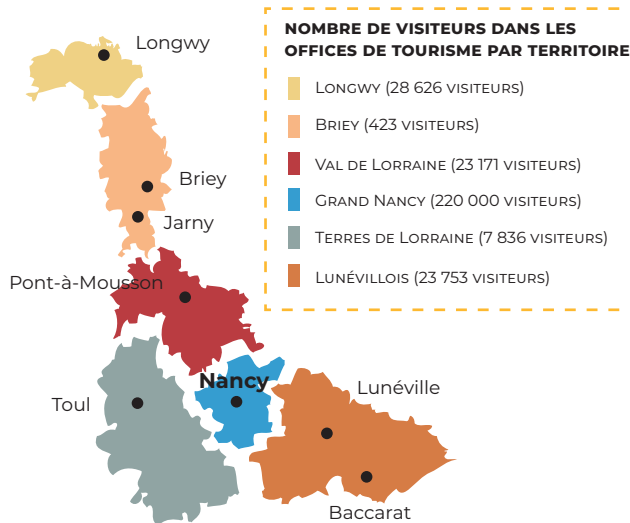 NOMBRE DE VISITEURS DANS LES
OFFICES DE TOURISME PAR TERRITOIRE
Longwy (28 626 visiteurs)
Briey (423 visiteurs)
Val de Lorraine (23 171 visiteurs)
Grand Nancy (220 000 visiteurs)
Terres de Lorraine (7 836 visiteurs)
Lunévillois (23 753 visiteurs)
Longwy
Briey
Jarny
Pont-à-Mousson
Nancy
Toul
Lunéville
Baccarat